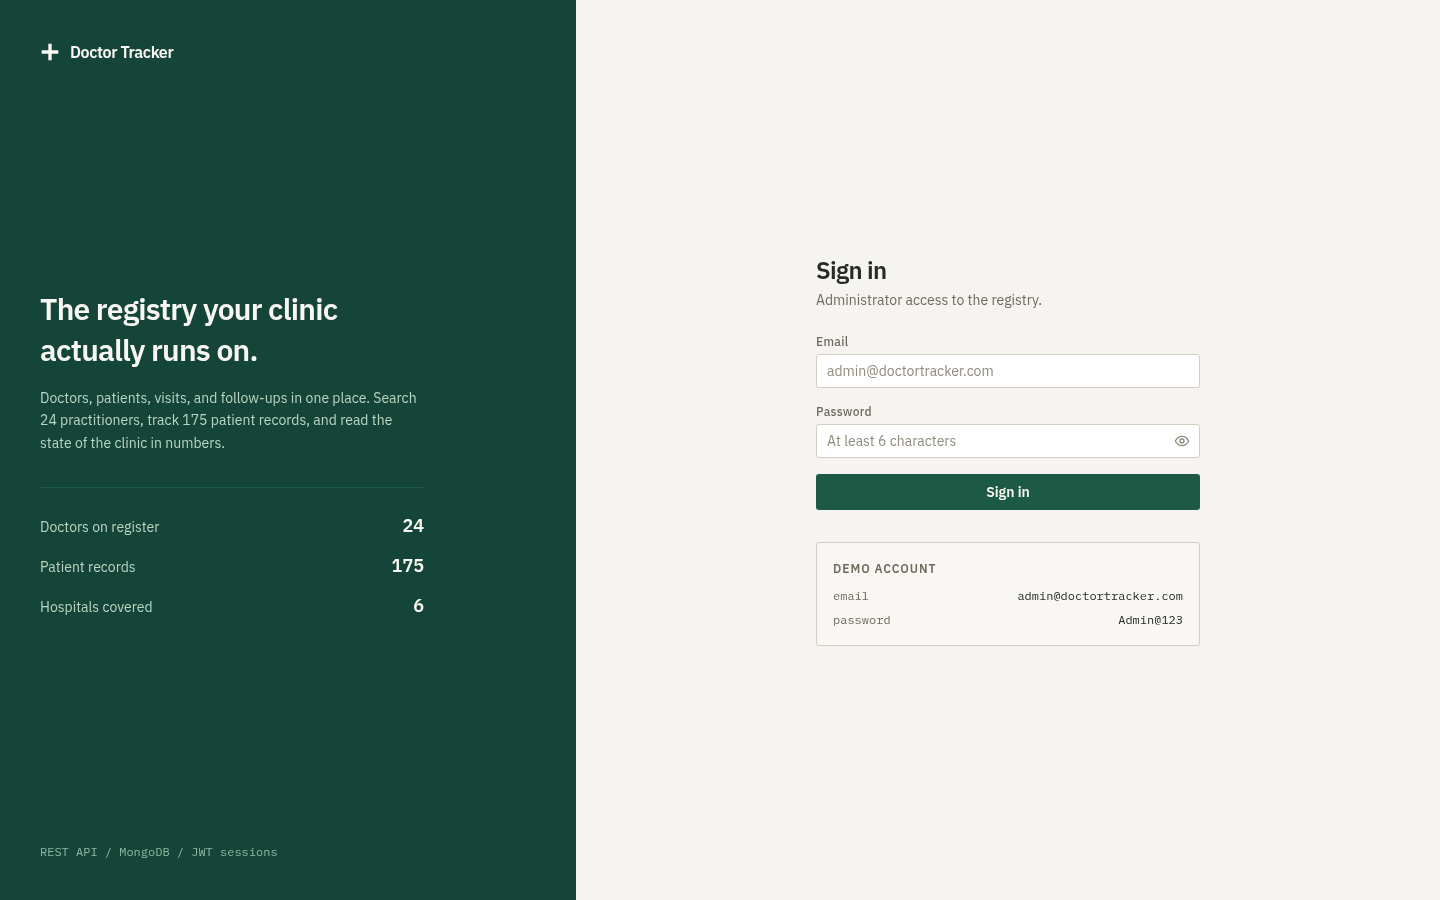 Doctor Tracker
The registry your clinic
actually runs on.
Doctors, patients, visits, and follow-ups in one place. Search
24 practitioners, track 175 patient records, and read the
state of the clinic in numbers.
Doctors on register 24
Patient records 175
Hospitals covered 6
REST API / MongoDB / JWT sessions
Sign in
Administrator access to the registry.
Email
admin@doctortracker.com
Password
At least 6 characters
Sign in
DEMO ACCOUNT
email admin@doctortracker.com
password Admin@123